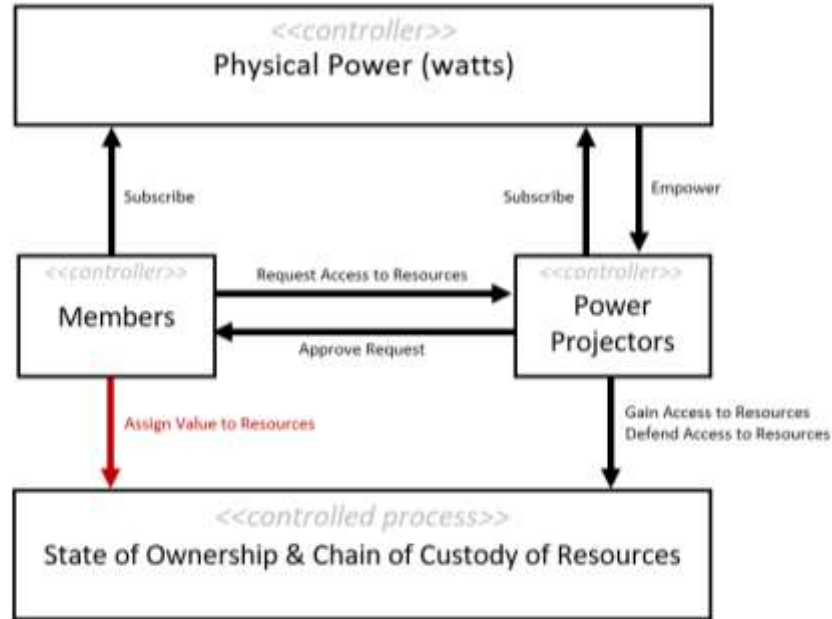 <<controller>>
Physical Power (watts)
Subscribe
Subscribe
Empower
<<controller>>
Members
Request Access to Resources
Approve Request
<<controller>>
Power
Projectors
Assign Value to Resources
Gain Access to Resources
Defend Access to Resources
<<controlled process>>
State of Ownership & Chain of Custody of Resources